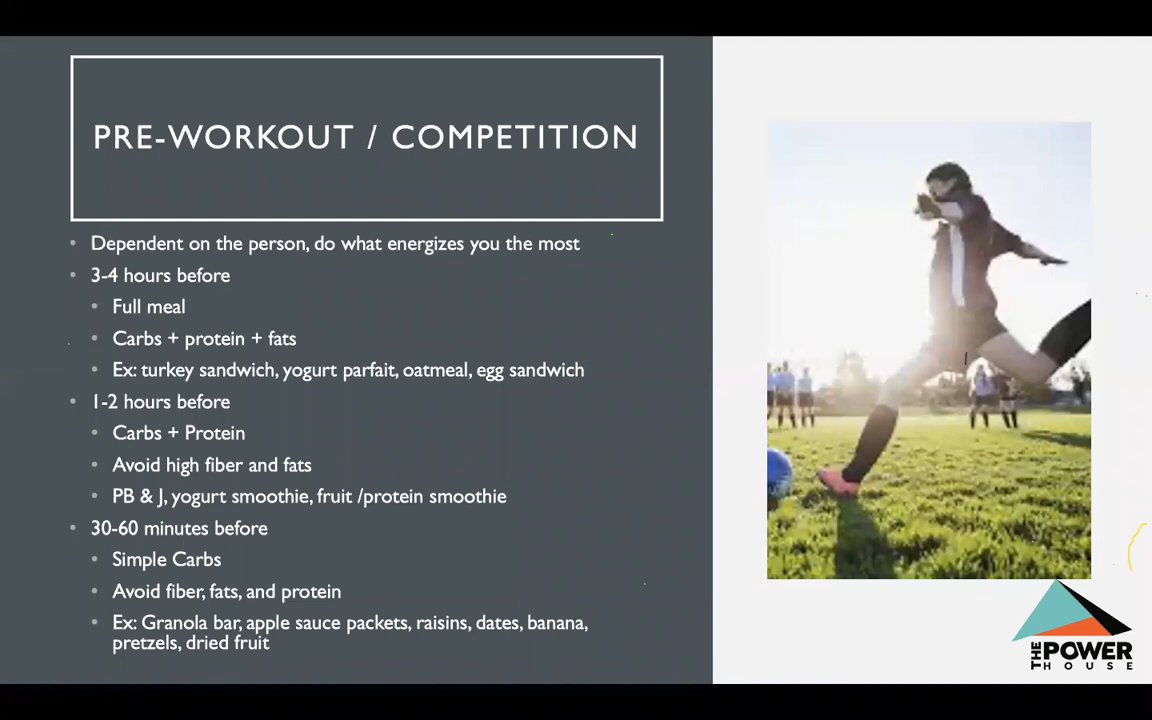 PRE-WORKOUT / COMPETITION
Dependent on the person, do what energizes you the most
3-4 hours before
Full meal
Carbs + protein + fats
Ex: turkey sandwich, yogurt parfait, oatmeal, egg sandwich
1-2 hours before
Carbs + Protein
Avoid high fiber and fats
PB & J, yogurt smoothie, fruit /protein smoothie
30-60 minutes before
Simple Carbs
Avoid fiber, fats, and protein
Ex: Granola bar, apple sauce packets, raisins, dates, banana,
pretzels, dried fruit
THE POWER
HOUSE